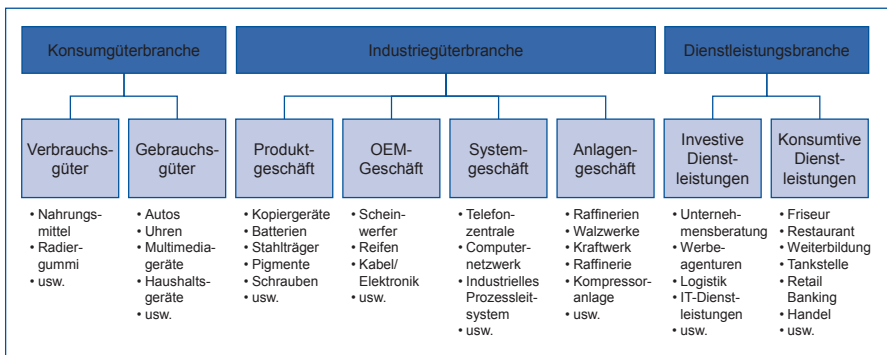 Konsumgüterbranche
Industriegüterbranche
Dienstleistungsbranche
Verbrauchs-
güter
Gebrauchs-
güter
Produkt-
geschäft
OEM-
Geschäft
System-
geschäft
Anlagen-
geschäft
Investive
Dienst-
leistungen
Konsumtive
Dienst-
leistungen
• Nahrungs-
mittel
• Radier-
gummi
• usw.
• Autos
• Uhren
• Multimedia-
geräte
• Haushalts-
geräte
• usw.
• Kopiergeräte
• Batterien
• Stahlträger
• Pigmente
• Schrauben
• usw.
• Schein-
werfer
• Reifen
• Kabel/
Elektronik
• usw.
• Telefon-
zentrale
• Computer-
netzwerk
• Industrielles
Prozessleit-
system
• usw.
• Raffinerien
• Walzwerke
• Kraftwerk
• Raffinerie
• Kompressor-
anlage
• usw.
• Unterneh-
mensberatung
• Werbe-
agenturen
• Logistik
• IT-Dienst-
leistungen
• usw.
• Friseur
• Restaurant
• Weiterbildung
• Tankstelle
• Retail
Banking
• Handel
• usw.